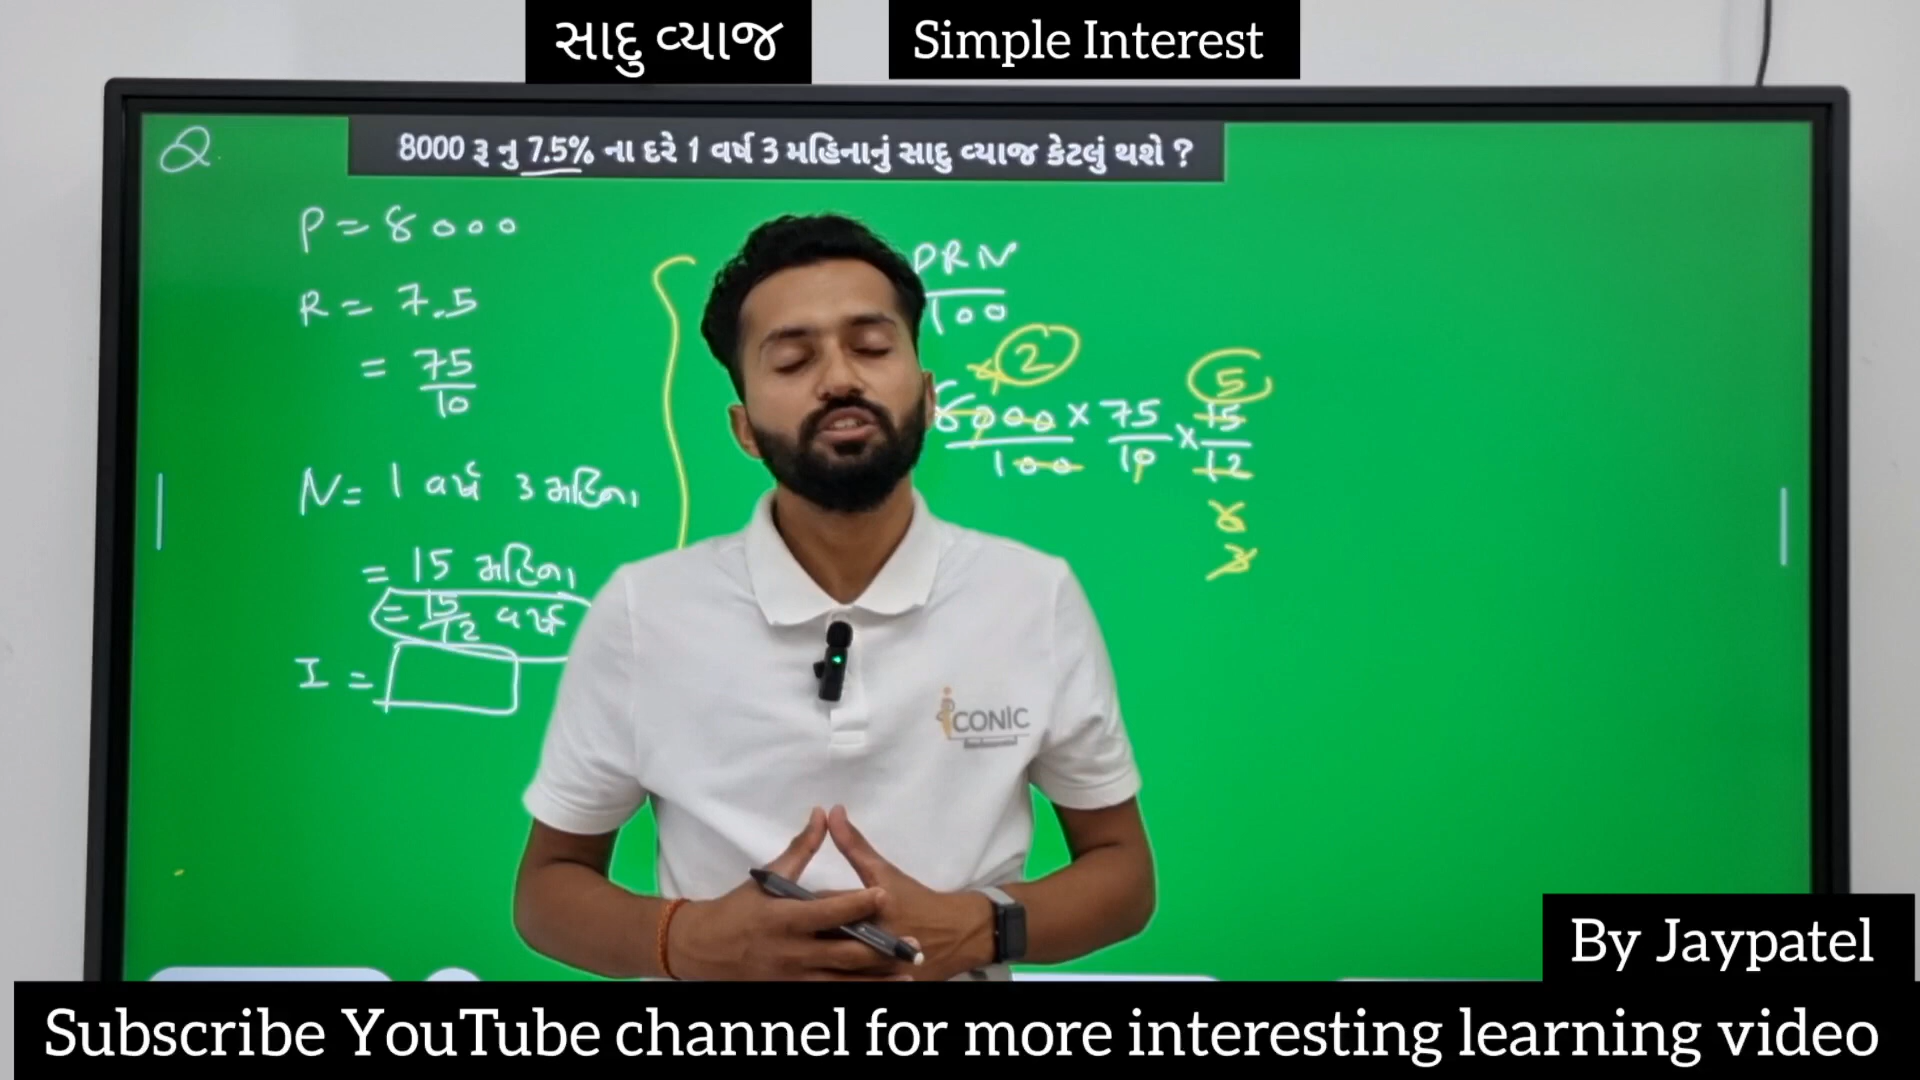 સાદુ વ્યાજ
Simple Interest
Q.
8000 રૂ નુ 7.5% ના દરે 1 વર્ષ 3 મહિનાનું સાદુ વ્યાજ કેટલું થશે ?
P = 8000
R = 7.5
= 75/10
N = 1 વર્ષ 3 મહિના
= 15 મહિના
= 15/12 વર્ષ
I =
PRN
100
2
5
8000 × 75 × 15
100 10 12
iCONIC
By Jaypatel
Subscribe YouTube channel for more interesting learning video